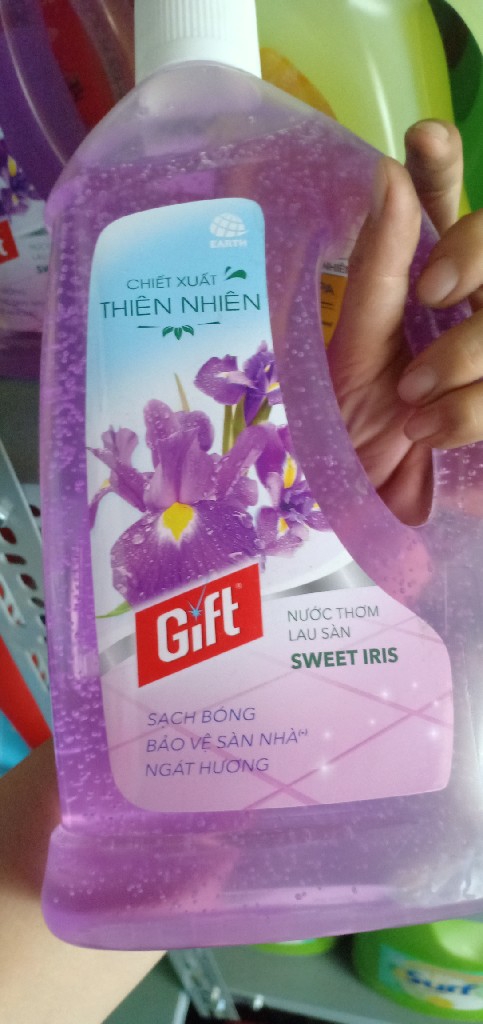 EARTH
CHIẾT XUẤT
THIÊN NHIÊN
Gift®
NƯỚC THƠM
LAU SÀN
SWEET IRIS
SẠCH BÓNG
BẢO VỆ SÀN NHÀ(*)
NGÁT HƯƠNG
Surf